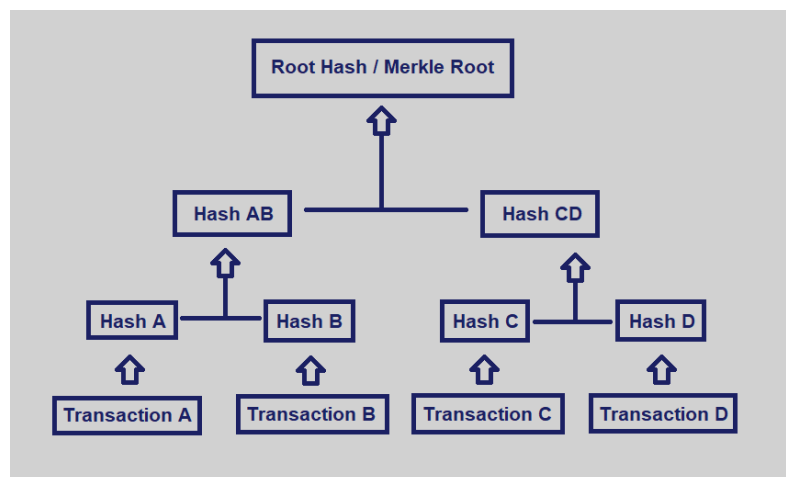 Root Hash / Merkle Root
Hash AB
Hash CD
Hash A
Hash B
Hash C
Hash D
Transaction A
Transaction B
Transaction C
Transaction D